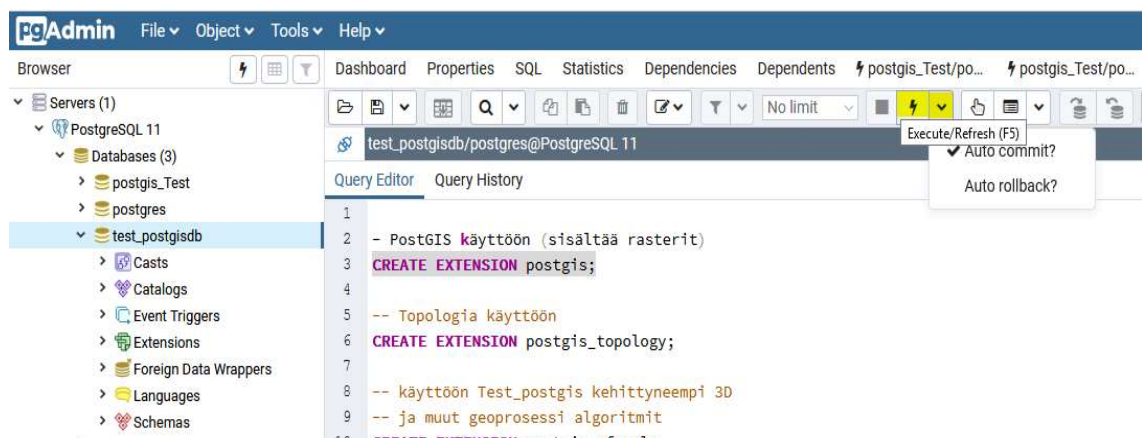 pgAdmin File Object Tools Help
Browser
Dashboard Properties SQL Statistics Dependencies Dependents postgis_Test/po... postgis_Test/po...
Servers (1)
PostgreSQL 11
Databases (3)
postgis_Test
postgres
test_postgisdb
Casts
Catalogs
Event Triggers
Extensions
Foreign Data Wrappers
Languages
Schemas
No limit
Execute/Refresh (F5)
Auto commit?
Auto rollback?
test_postgisdb/postgres@PostgreSQL 11
Query Editor Query History
1
2 - PostGIS käyttöön (sisältää rasterit)
3 CREATE EXTENSION postgis;
4
5 -- Topologia käyttöön
6 CREATE EXTENSION postgis_topology;
7
8 -- käyttöön Test_postgis kehittyneempi 3D
9 -- ja muut geoprosessi algoritmit